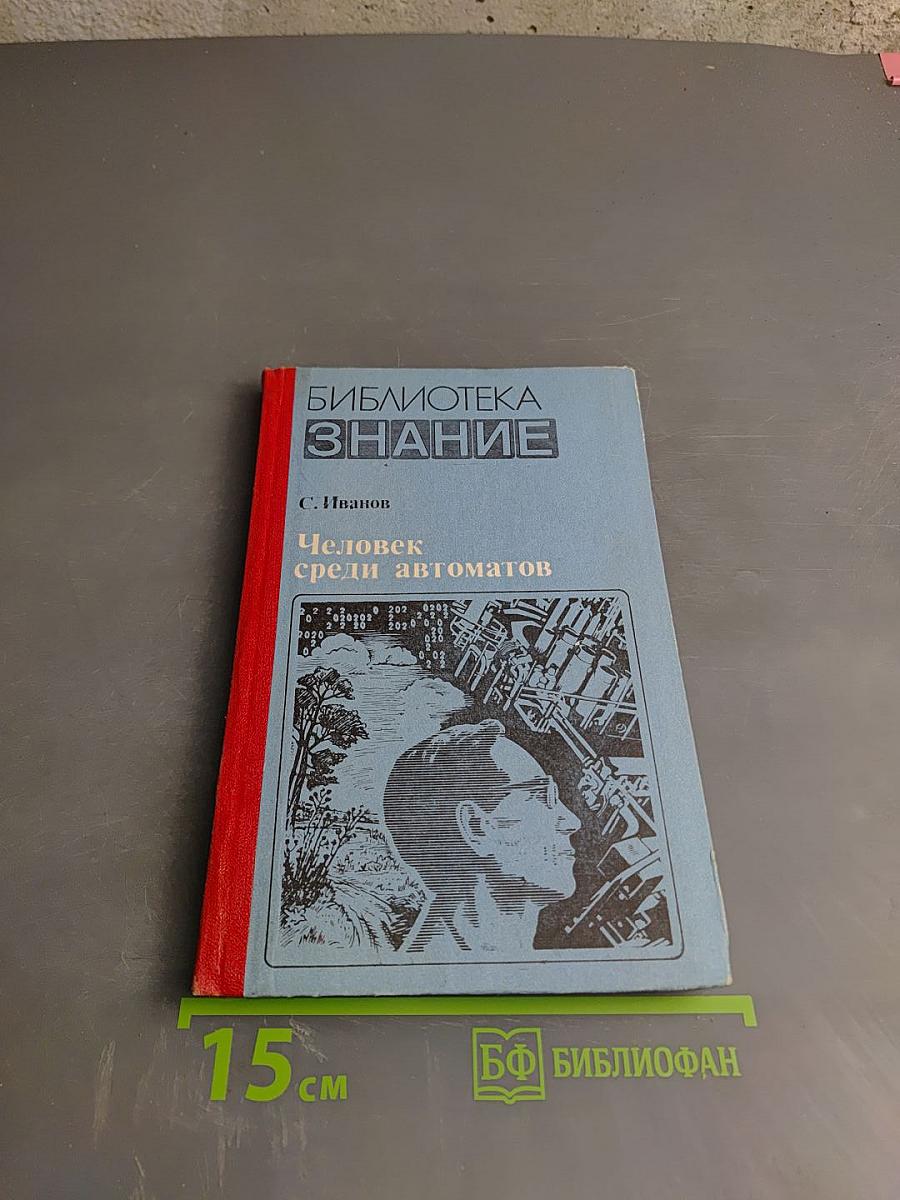 БИБЛИОТЕКА
ЗНАНИЕ
С. Иванов
Человек
среди автоматов
15 см
БФ БИБЛИОФАН